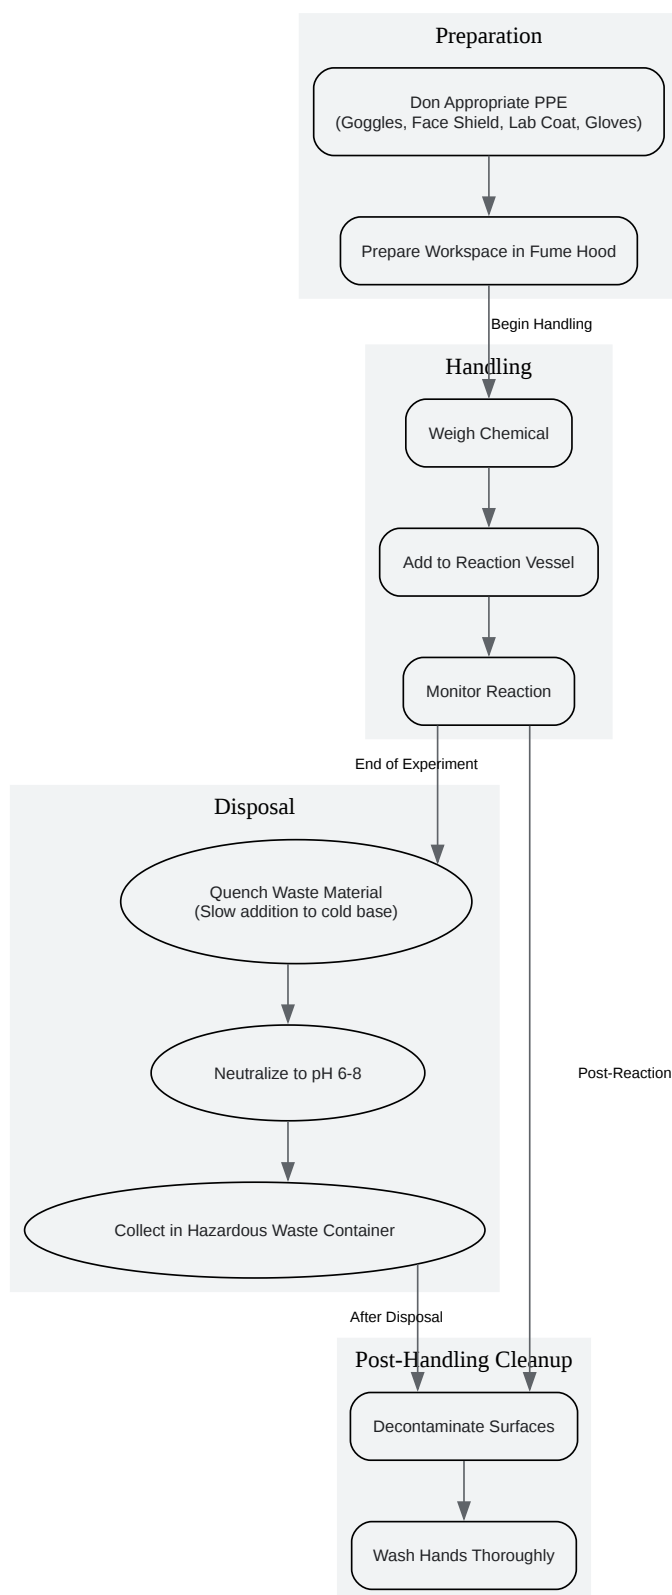 Preparation
Don Appropriate PPE
(Goggles, Face Shield, Lab Coat, Gloves)
Prepare Workspace in Fume Hood
Begin Handling
Handling
Weigh Chemical
Add to Reaction Vessel
Monitor Reaction
End of Experiment
Disposal
Quench Waste Material
(Slow addition to cold base)
Neutralize to pH 6-8
Post-Reaction
Collect in Hazardous Waste Container
After Disposal
Post-Handling Cleanup
Decontaminate Surfaces
Wash Hands Thoroughly